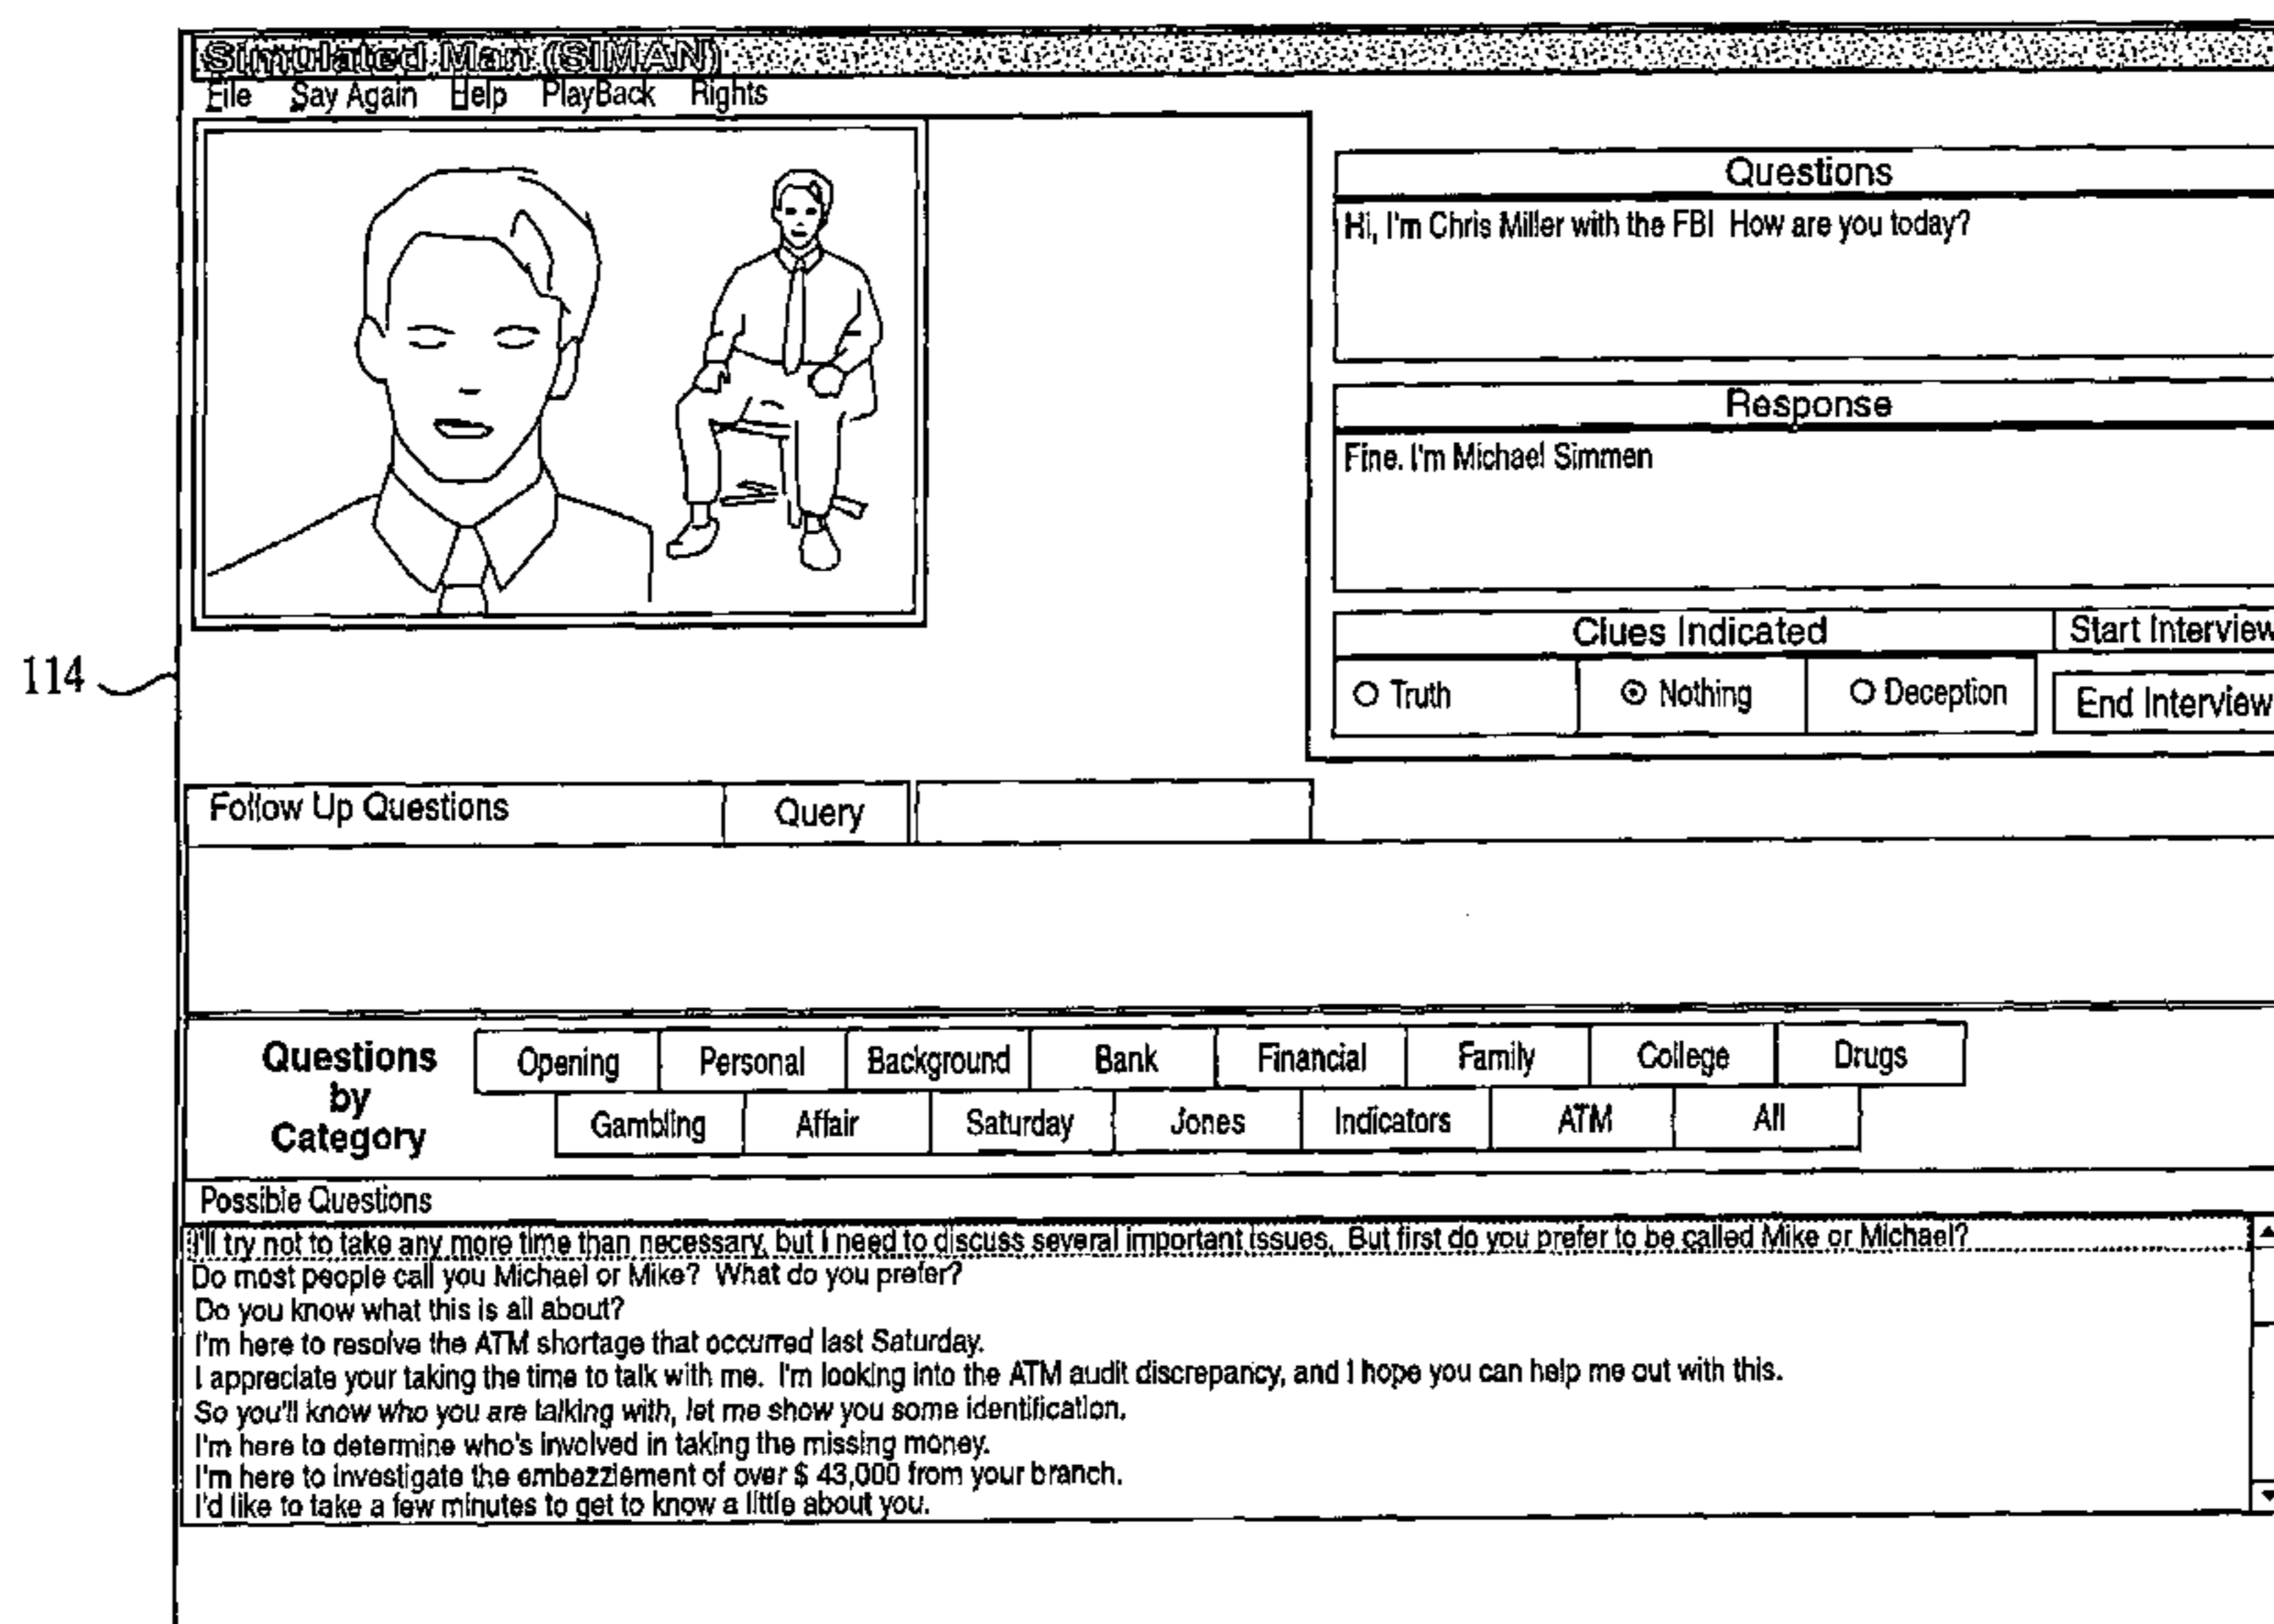 Simulated Man (SIMAN)
File Say Again Help PlayBack Rights
Questions
Hi, I'm Chris Miller with the FBI How are you today?
Response
Fine. I'm Michael Simmen
Clues Indicated
Start Interview
Truth Nothing Deception
End Interview
114
Follow Up Questions Query
Questions
by
Category
Opening Personal Background Bank Financial Family College Drugs
Gambling Affair Saturday Jones Indicators ATM All
Possible Questions
I'll try not to take any more time than necessary, but I need to discuss several important issues. But first do you prefer to be called Mike or Michael?
Do most people call you Michael or Mike? What do you prefer?
Do you know what this is all about?
I'm here to resolve the ATM shortage that occurred last Saturday.
I appreciate your taking the time to talk with me. I'm looking into the ATM audit discrepancy, and I hope you can help me out with this.
So you'll know who you are talking with, let me show you some identification.
I'm here to determine who's involved in taking the missing money.
I'm here to investigate the embezzlement of over $ 43,000 from your branch.
I'd like to take a few minutes to get to know a little about you.